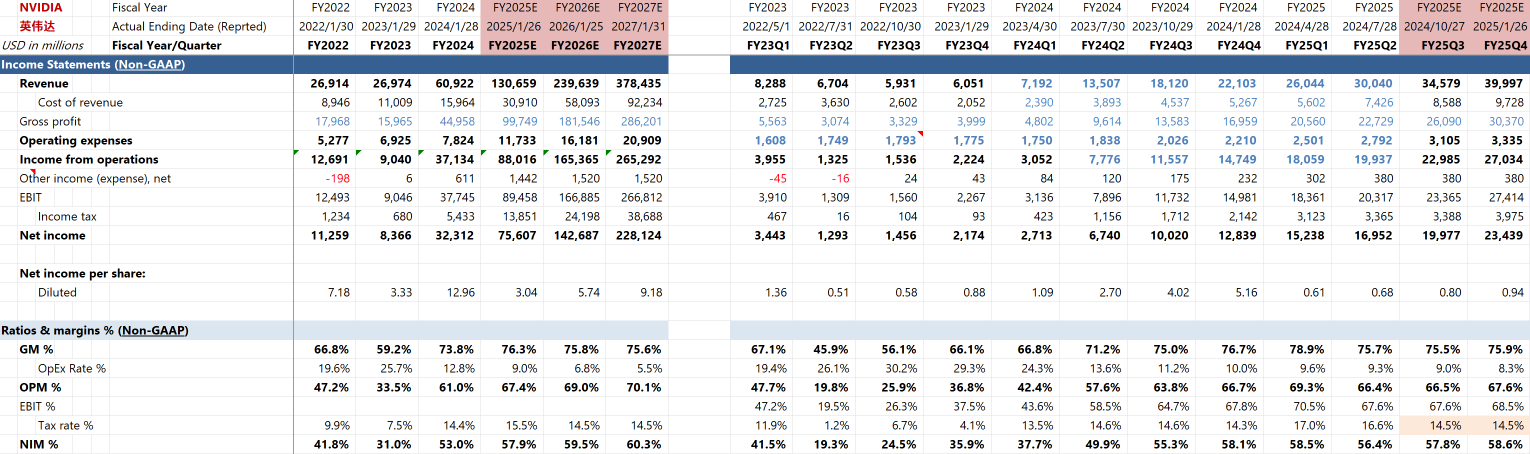 NVIDIA Fiscal Year FY2022 FY2023 FY2024 FY2025E FY2026E FY2027E FY2023 FY2023 FY2023 FY2023 FY2024 FY2024 FY2024 FY2024 FY2025 FY2025 FY2025E FY2025E
英伟达 Actual Ending Date (Reprted) 2022/1/30 2023/1/29 2024/1/28 2025/1/26 2026/1/25 2027/1/31 2022/5/1 2022/7/31 2022/10/30 2023/1/29 2023/4/30 2023/7/30 2023/10/29 2024/1/28 2024/4/28 2024/7/28 2024/10/27 2025/1/26
USD in millions Fiscal Year/Quarter FY2022 FY2023 FY2024 FY2025E FY2026E FY2027E FY23Q1 FY23Q2 FY23Q3 FY23Q4 FY24Q1 FY24Q2 FY24Q3 FY24Q4 FY25Q1 FY25Q2 FY25Q3 FY25Q4
Income Statements (Non-GAAP)
Revenue 26,914 26,974 60,922 130,659 239,639 378,435 8,288 6,704 5,931 6,051 7,192 13,507 18,120 22,103 26,044 30,040 34,579 39,997
Cost of revenue 8,946 11,009 15,964 30,910 58,093 92,234 2,725 3,630 2,602 2,052 2,390 3,893 4,537 5,267 5,602 7,426 8,588 9,728
Gross profit 17,968 15,965 44,958 99,749 181,546 286,201 5,563 3,074 3,329 3,999 4,802 9,614 13,583 16,959 20,560 22,729 26,090 30,370
Operating expenses 5,277 6,925 7,824 11,733 16,181 20,909 1,608 1,749 1,793 1,775 1,750 1,838 2,026 2,210 2,501 2,792 3,105 3,335
Income from operations 12,691 9,040 37,134 88,016 165,365 265,292 3,955 1,325 1,536 2,224 3,052 7,776 11,557 14,749 18,059 19,937 22,985 27,034
Other income (expense), net -198 6 611 1,442 1,520 1,520 -45 -16 24 43 84 120 175 232 302 380 380 380
EBIT 12,493 9,046 37,745 89,458 166,885 266,812 3,910 1,309 1,560 2,267 3,136 7,896 11,732 14,981 18,361 20,317 23,365 27,414
Income tax 1,234 680 5,433 13,851 24,198 38,688 467 16 104 93 423 1,156 1,712 2,142 3,123 3,365 3,388 3,975
Net income 11,259 8,366 32,312 75,607 142,687 228,124 3,443 1,293 1,456 2,174 2,713 6,740 10,020 12,839 15,238 16,952 19,977 23,439
Net income per share:
Diluted 7.18 3.33 12.96 3.04 5.74 9.18 1.36 0.51 0.58 0.88 1.09 2.70 4.02 5.16 0.61 0.68 0.80 0.94
Ratios & margins % (Non-GAAP)
GM % 66.8% 59.2% 73.8% 76.3% 75.8% 75.6% 67.1% 45.9% 56.1% 66.1% 66.8% 71.2% 75.0% 76.7% 78.9% 75.7% 75.5% 75.9%
OpEx Rate % 19.6% 25.7% 12.8% 9.0% 6.8% 5.5% 19.4% 26.1% 30.2% 29.3% 24.3% 13.6% 11.2% 10.0% 9.6% 9.3% 9.0% 8.3%
OPM % 47.2% 33.5% 61.0% 67.4% 69.0% 70.1% 47.7% 19.8% 25.9% 36.8% 42.4% 57.6% 63.8% 66.7% 69.3% 66.4% 66.5% 67.6%
EBIT % 47.2% 19.5% 26.3% 37.5% 43.6% 58.5% 64.7% 67.8% 70.5% 67.6% 67.6% 68.5%
Tax rate % 9.9% 7.5% 14.4% 15.5% 14.5% 14.5% 11.9% 1.2% 6.7% 4.1% 13.5% 14.6% 14.6% 14.3% 17.0% 16.6% 14.5% 14.5%
NIM % 41.8% 31.0% 53.0% 57.9% 59.5% 60.3% 41.5% 19.3% 24.5% 35.9% 37.7% 49.9% 55.3% 58.1% 58.5% 56.4% 57.8% 58.6%